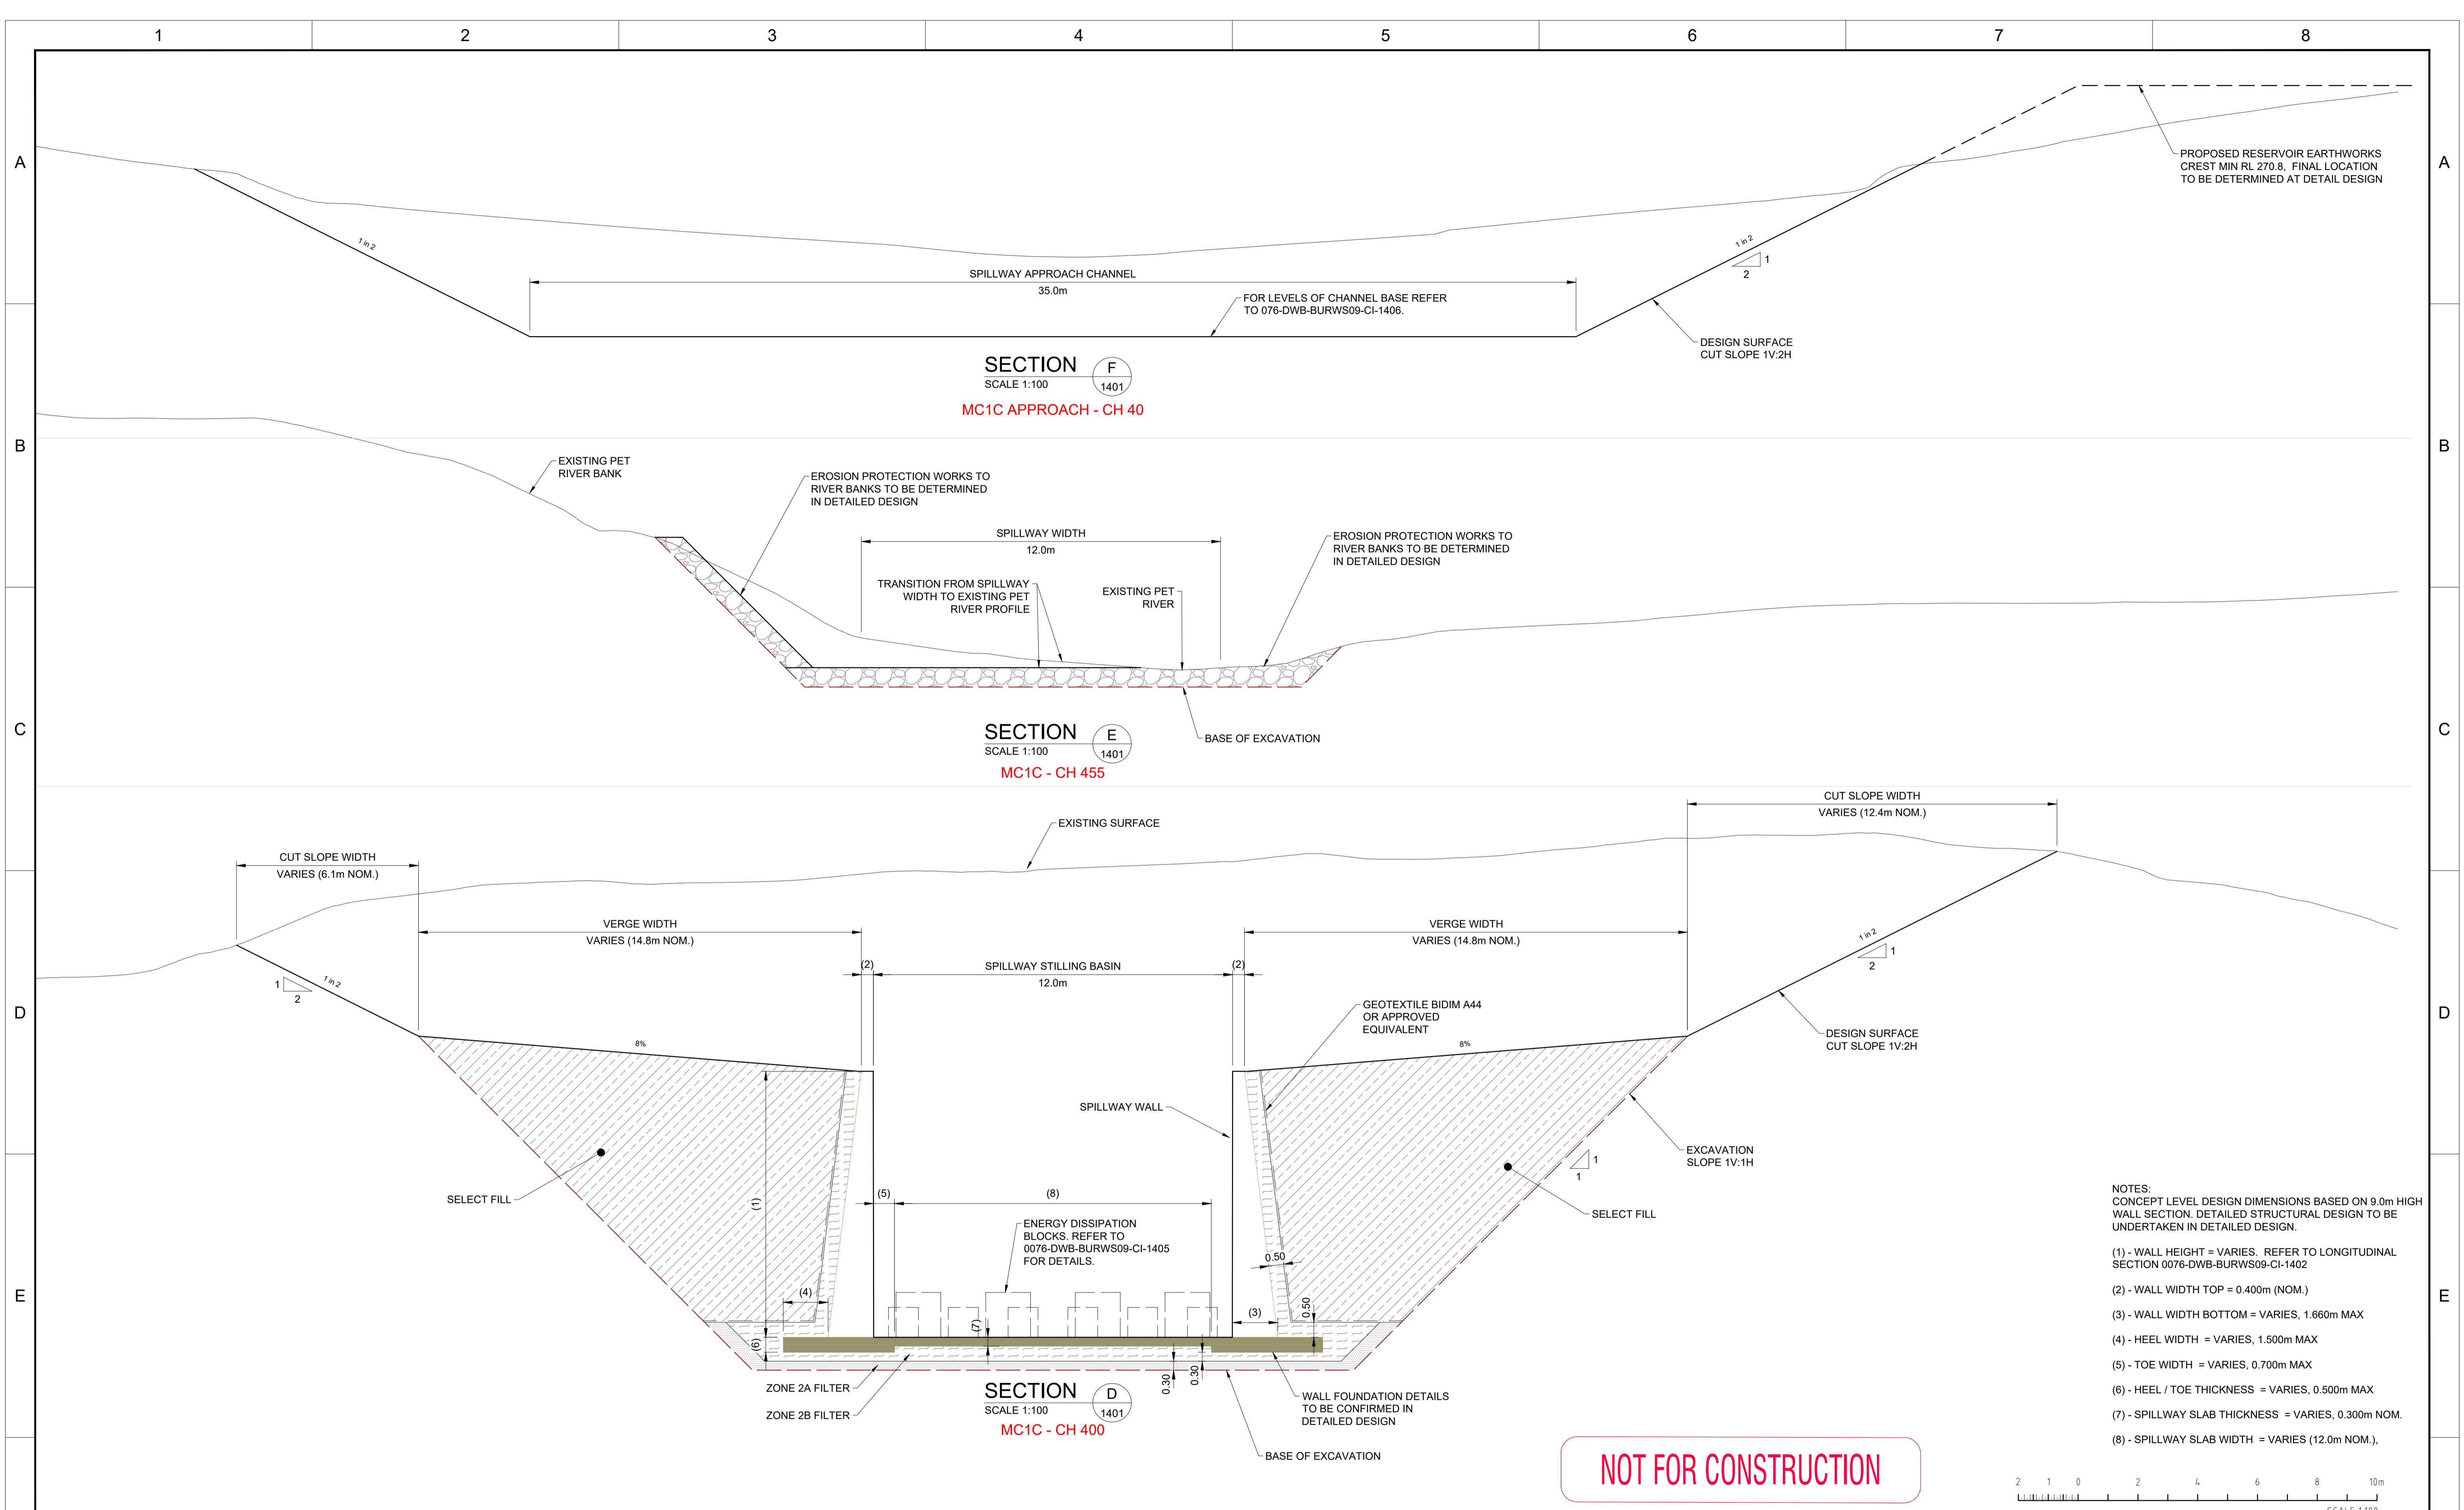 1 2 3 4 5 6 7 8
A
A
PROPOSED RESERVOIR EARTHWORKS
CREST MIN RL 270.8, FINAL LOCATION
TO BE DETERMINED AT DETAIL DESIGN
1 in 2
1 in 2
1
2
SPILLWAY APPROACH CHANNEL
35.0m
FOR LEVELS OF CHANNEL BASE REFER
TO 076-DWB-BURWS09-CI-1406.
DESIGN SURFACE
CUT SLOPE 1V:2H
SECTION
SCALE 1:100
F
1401
MC1C APPROACH - CH 40
B
B
EXISTING PET
RIVER BANK
EROSION PROTECTION WORKS TO
RIVER BANKS TO BE DETERMINED
IN DETAILED DESIGN
SPILLWAY WIDTH
12.0m
EROSION PROTECTION WORKS TO
RIVER BANKS TO BE DETERMINED
IN DETAILED DESIGN
TRANSITION FROM SPILLWAY
WIDTH TO EXISTING PET
RIVER PROFILE
EXISTING PET
RIVER
C
C
BASE OF EXCAVATION
SECTION
SCALE 1:100
E
1401
MC1C - CH 455
CUT SLOPE WIDTH
VARIES (12.4m NOM.)
EXISTING SURFACE
CUT SLOPE WIDTH
VARIES (6.1m NOM.)
VERGE WIDTH
VARIES (14.8m NOM.)
VERGE WIDTH
VARIES (14.8m NOM.)
(2)
SPILLWAY STILLING BASIN
12.0m
(2)
1 in 2
1
2
1 in 2
1
2
D
D
GEOTEXTILE BIDIM A44
OR APPROVED
EQUIVALENT
DESIGN SURFACE
CUT SLOPE 1V:2H
8%
8%
SPILLWAY WALL
EXCAVATION
SLOPE 1V:1H
1
1
SELECT FILL
SELECT FILL
(1)
(5)
(8)
ENERGY DISSIPATION
BLOCKS. REFER TO
0076-DWB-BURWS09-CI-1405
FOR DETAILS.
0.50
(4)
(3)
0.50
(7)
(6)
0.30
0.30
E
E
ZONE 2A FILTER
ZONE 2B FILTER
WALL FOUNDATION DETAILS
TO BE CONFIRMED IN
DETAILED DESIGN
BASE OF EXCAVATION
SECTION
SCALE 1:100
D
1401
MC1C - CH 400
NOTES:
CONCEPT LEVEL DESIGN DIMENSIONS BASED ON 9.0m HIGH
WALL SECTION. DETAILED STRUCTURAL DESIGN TO BE
UNDERTAKEN IN DETAILED DESIGN.
(1) - WALL HEIGHT = VARIES. REFER TO LONGITUDINAL
SECTION 0076-DWB-BURWS09-CI-1402
(2) - WALL WIDTH TOP = 0.400m (NOM.)
(3) - WALL WIDTH BOTTOM = VARIES, 1.660m MAX
(4) - HEEL WIDTH = VARIES, 1.500m MAX
(5) - TOE WIDTH = VARIES, 0.700m MAX
(6) - HEEL / TOE THICKNESS = VARIES, 0.500m MAX
(7) - SPILLWAY SLAB THICKNESS = VARIES, 0.300m NOM.
(8) - SPILLWAY SLAB WIDTH = VARIES (12.0m NOM.),
NOT FOR CONSTRUCTION
2 1 0 2 4 6 8 10m